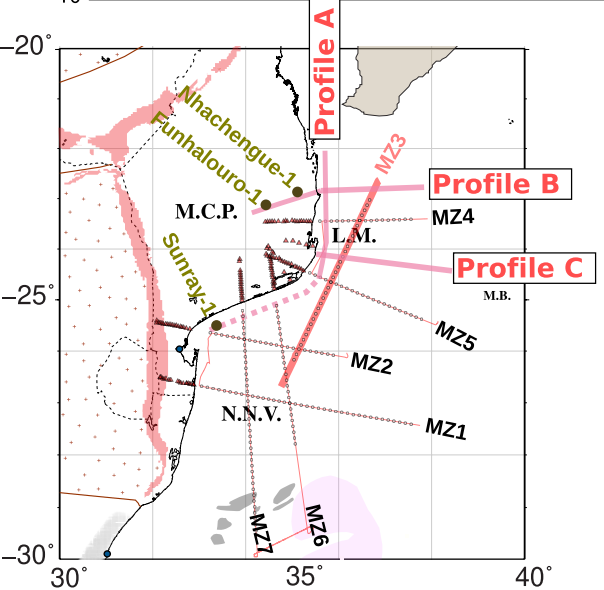 Profile A
−20°
Nhachengue-1
Funhalouro-1
MZ3
Profile B
M.C.P.
MZ4
L.M.
Sunray-1
Profile C
−25°
M.B.
MZ5
MZ2
N.N.V.
MZ1
MZ7
MZ6
−30°
30°
35°
40°